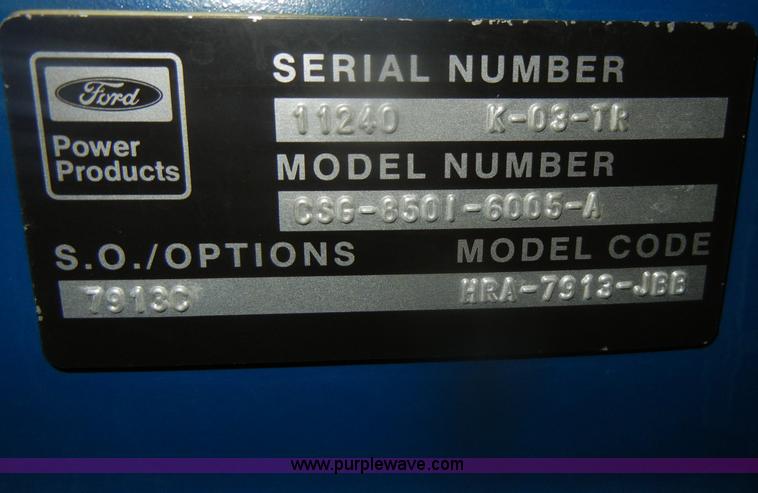 Ford
Power
Products
SERIAL NUMBER
11240 K-03-TR
MODEL NUMBER
CSG-850I-6005-A
S.O./OPTIONS MODEL CODE
7913C HRA-7913-JBB
www.purplewave.com